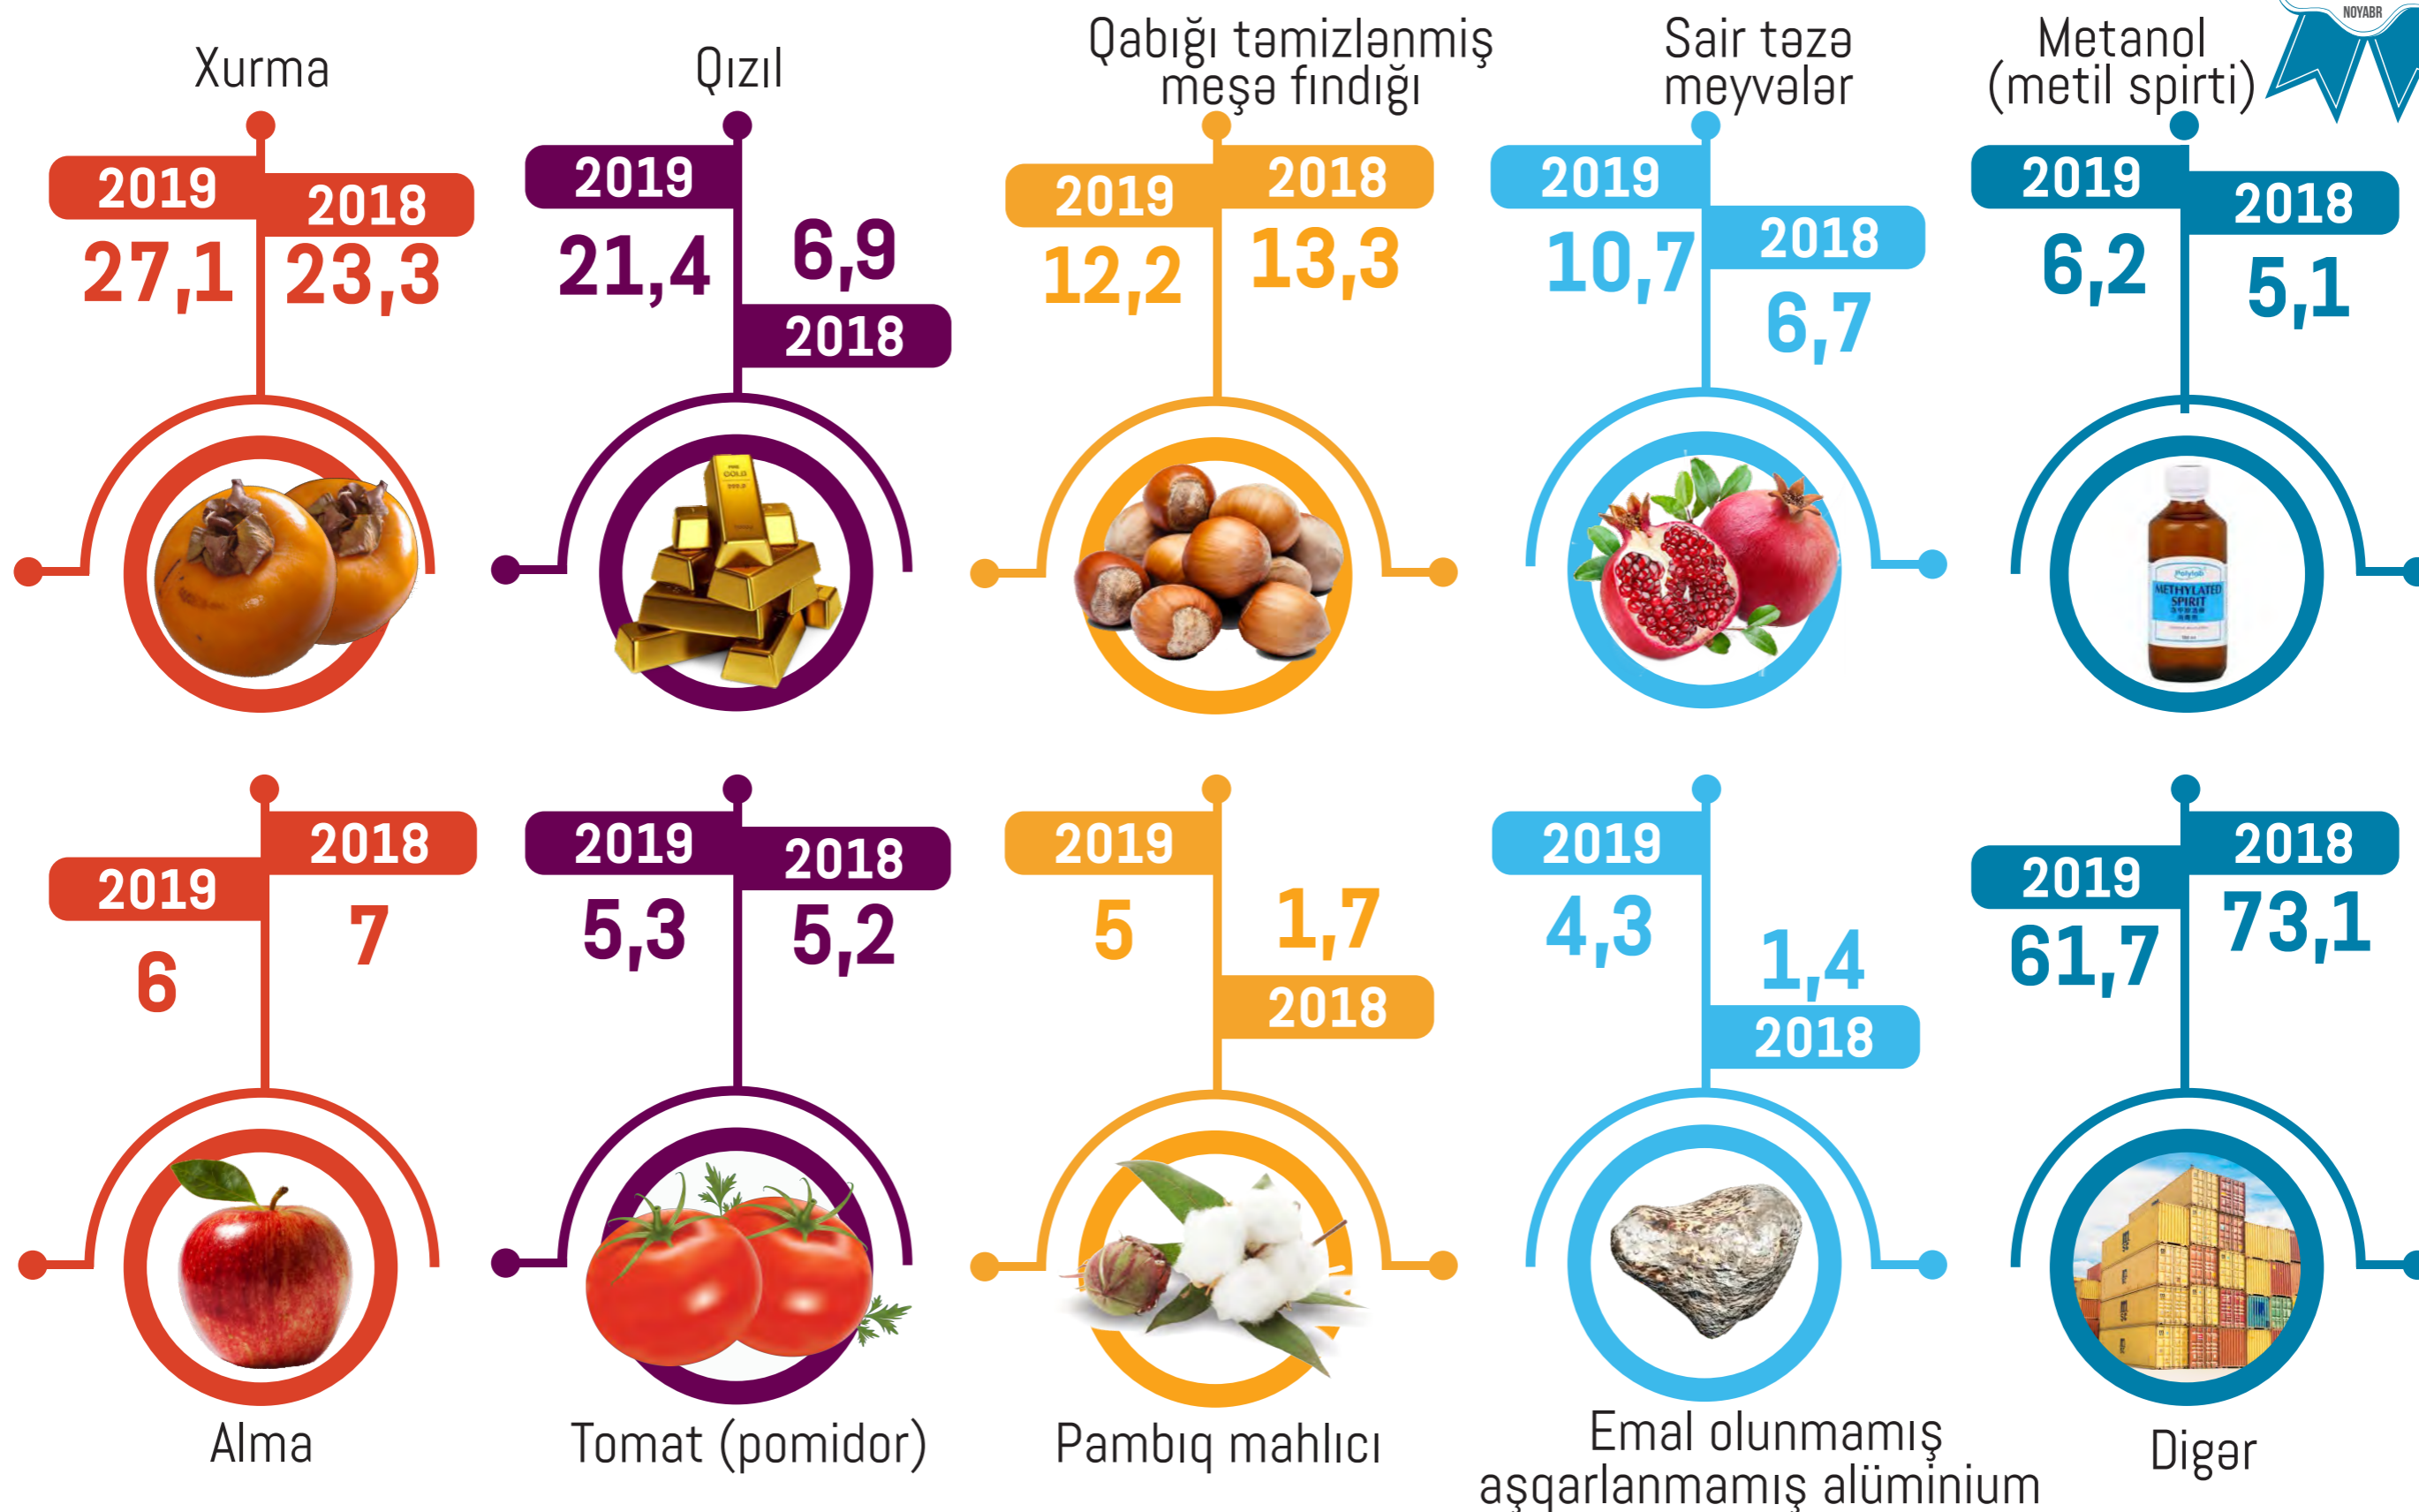 NOYABR
Xurma
2019
2018
27,1
23,3
Qızıl
2019
21,4
6,9
2018
Qabığı təmizlənmiş
meşə fındığı
2019
2018
12,2
13,3
Sair təzə
meyvələr
2019
10,7
2018
6,7
Metanol
(metil spirti)
2019
6,2
2018
5,1
GOLD
METHYLATED
SPIRIT
2019
6
2018
7
Alma
2019
5,3
2018
5,2
Tomat (pomidor)
2019
5
1,7
2018
Pambıq mahlıcı
2019
4,3
1,4
2018
Emal olunmamış
aşqarlanmamış alüminium
2019
61,7
2018
73,1
Digər